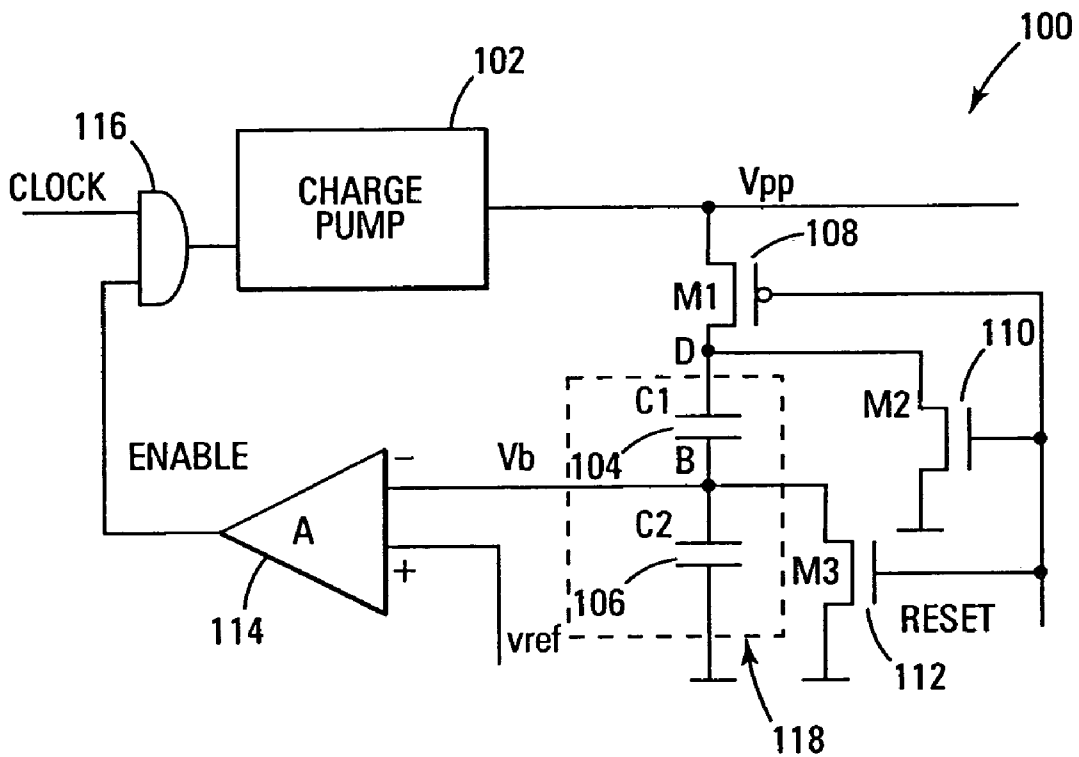 100
102
116
CLOCK
CHARGE
PUMP
Vpp
108
M1
110
D
M2
C1
104
B
Vb
ENABLE
−
A
+
C2
106
M3
114
vref
RESET
112
118